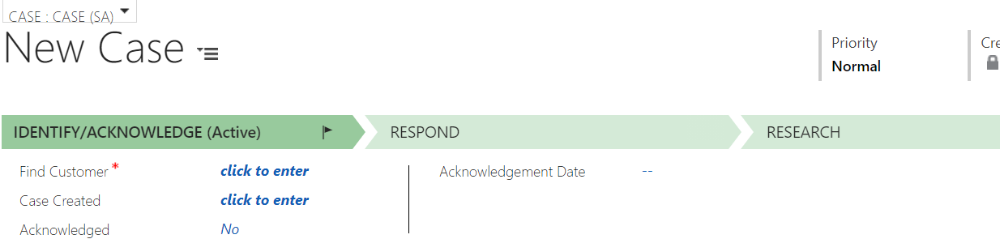 CASE : CASE (SA)
New Case
Priority
Normal
Cre
IDENTIFY/ACKNOWLEDGE (Active)
RESPOND
RESEARCH
Find Customer *
click to enter
Acknowledgement Date
--
Case Created
click to enter
Acknowledged
No